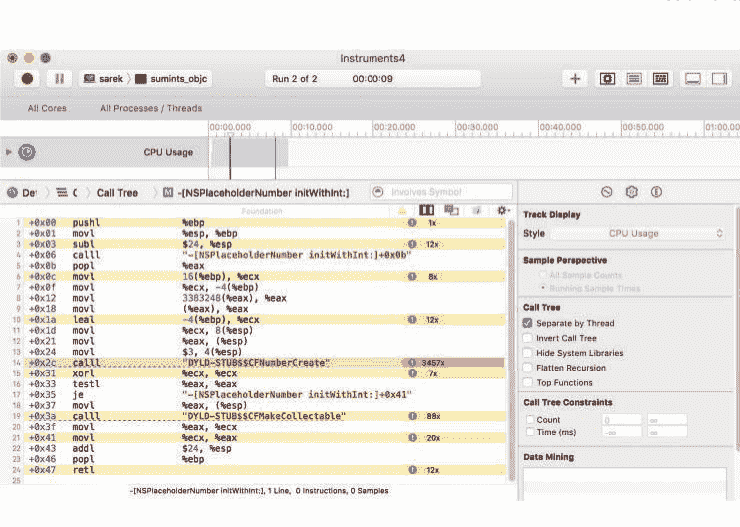 Instruments4
sarek sumints_objc
Run 2 of 2 00:00:09
All Cores All Processes / Threads
00:00.000 00:10.000 00:20.000 00:30.000 00:40.000 00:50.000 01:00.
CPU Usage
Call Tree -[NSPlaceholderNumber initWithInt:] Involves Symbol
Foundation
1 +0x00 pushl %ebp 1x
2 +0x01 movl %esp, %ebp
3 +0x03 subl $24, %esp 12x
4 +0x06 calll "-[NSPlaceholderNumber initWithInt:]+0x0b"
5 +0x0b popl %eax
6 +0x0c movl 16(%ebp), %ecx 8x
7 +0x0f movl %ecx, -4(%ebp)
8 +0x12 movl 3383248(%eax), %eax
9 +0x18 movl (%eax), %eax
10 +0x1a leal -4(%ebp), %ecx 12x
11 +0x1d movl %ecx, 8(%esp)
12 +0x21 movl %eax, (%esp)
13 +0x24 movl $3, 4(%esp)
14 +0x2c calll "DYLD-STUB$$CFNumberCreate" 3457x
15 +0x31 xorl %ecx, %ecx 7x
16 +0x33 testl %eax, %eax
17 +0x35 je "-[NSPlaceholderNumber initWithInt:]+0x41"
18 +0x37 movl %eax, (%esp)
19 +0x3a calll "DYLD-STUB$$CFMakeCollectable" 88x
20 +0x3f movl %eax, %ecx
21 +0x41 movl %ecx, %eax 20x
22 +0x43 addl $24, %esp
23 +0x46 popl %ebp
24 +0x47 retl 12x
25
-[NSPlaceholderNumber initWithInt:], 1 Line, 0 Instructions, 0 Samples
Track Display
Style CPU Usage
Sample Perspective
All Sample Counts
Running Sample Times
Call Tree
Separate by Thread
Invert Call Tree
Hide System Libraries
Flatten Recursion
Top Functions
Call Tree Constraints
Count 0 ∞
Time (ms) -∞ ∞
Data Mining